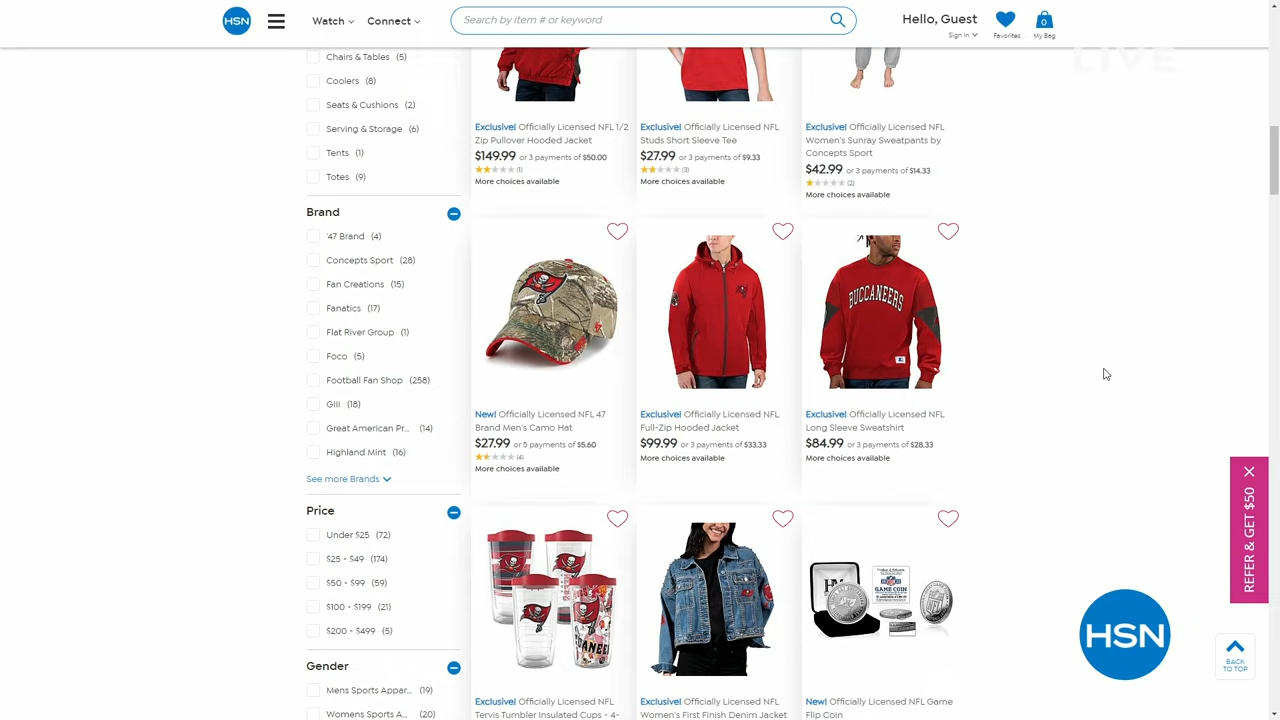 HSN
Watch
Connect
Search by item # or keyword
Hello, Guest
Sign In
Favorites
0
My Bag
LIVE
Chairs & Tables (5)
Coolers (8)
Seats & Cushions (2)
Serving & Storage (6)
Tents (1)
Totes (9)
Brand
'47 Brand (4)
Concepts Sport (28)
Fan Creations (15)
Fanatics (17)
Flat River Group (1)
Foco (5)
Football Fan Shop (258)
Gill (18)
Great American Pr... (14)
Highland Mint (16)
See more Brands
Price
Under $25 (72)
$25 - $49 (174)
$50 - $99 (59)
$100 - $199 (21)
$200 - $499 (5)
Gender
Mens Sports Appar... (19)
Womens Sports A... (20)
Exclusive! Officially Licensed NFL 1/2
Zip Pullover Hooded Jacket
$149.99 or 3 payments of $50.00
(1)
More choices available
Exclusive! Officially Licensed NFL
Studs Short Sleeve Tee
$27.99 or 3 payments of $9.33
(3)
More choices available
Exclusive! Officially Licensed NFL
Women's Sunray Sweatpants by
Concepts Sport
$42.99 or 3 payments of $14.33
(2)
More choices available
New! Officially Licensed NFL 47
Brand Men's Camo Hat
$27.99 or 5 payments of $5.60
(4)
More choices available
Exclusive! Officially Licensed NFL
Full-Zip Hooded Jacket
$99.99 or 3 payments of $33.33
More choices available
BUCCANEERS
Exclusive! Officially Licensed NFL
Long Sleeve Sweatshirt
$84.99 or 3 payments of $28.33
More choices available
Exclusive! Officially Licensed NFL
Tervis Tumbler Insulated Cups - 4-
Exclusive! Officially Licensed NFL
Women's First Finish Denim Jacket
GAME COIN
New! Officially Licensed NFL Game
Flip Coin
REFER & GET $50
HSN
BACK
TO TOP